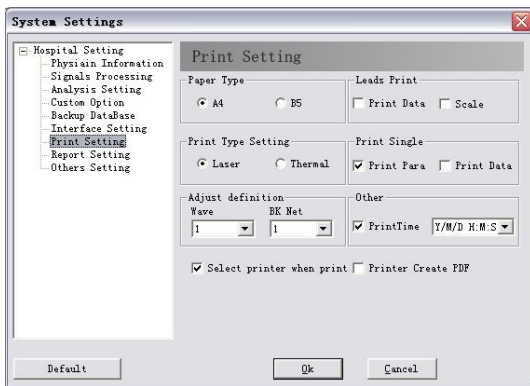 System Settings
Hospital Setting
Physiain Information
Signals Processing
Analysis Setting
Custom Option
Backup DataBase
Interface Setting
Print Setting
Report Setting
Others Setting
Print Setting
Paper Type
A4 B5
Leads Print
Print Data Scale
Print Type Setting
Laser Thermal
Print Single
Print Para Print Data
Adjust definition
Wave BK Net
1 1
Other
PrintTime Y/M/D H:M:S
Select printer when print Printer Create PDF
Default Ok Cancel